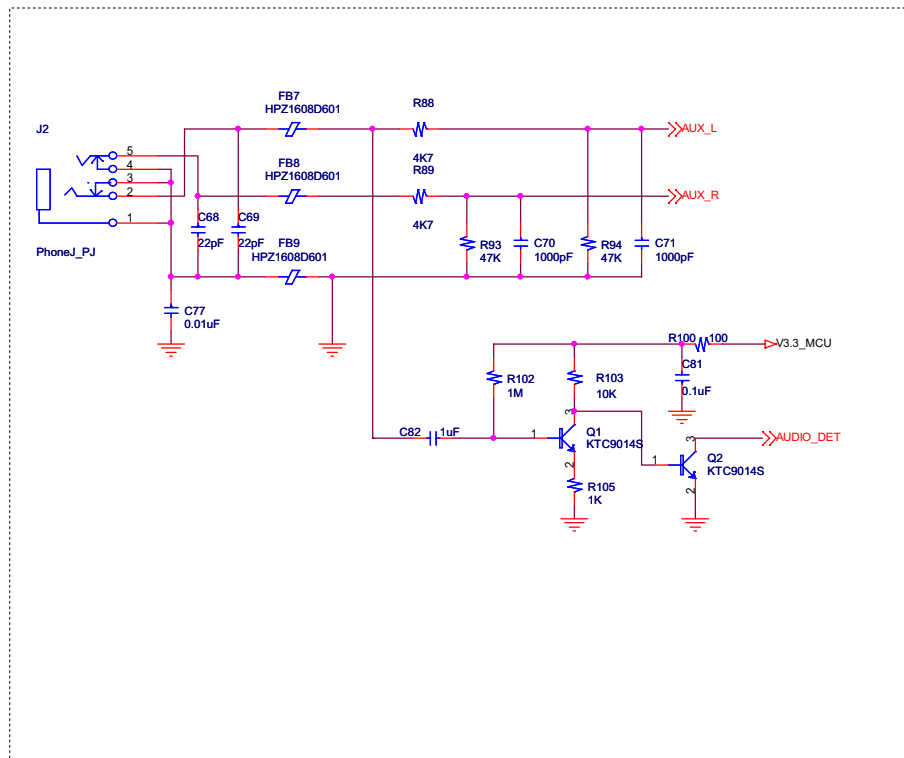 FB7
HPZ1608D601
R88
4K7
AUX_L
J2
5
4
3
2
1
PhoneJ_PJ
FB8
HPZ1608D601
R89
4K7
AUX_R
C68
22pF
C69
22pF
FB9
HPZ1608D601
R93
47K
C70
1000pF
R94
47K
C71
1000pF
C77
0.01uF
R100
100
V3.3_MCU
C81
0.1uF
R102
1M
R103
10K
C82
1uF
1
3
2
Q1
KTC9014S
R105
1K
1
3
2
Q2
KTC9014S
AUDIO_DET